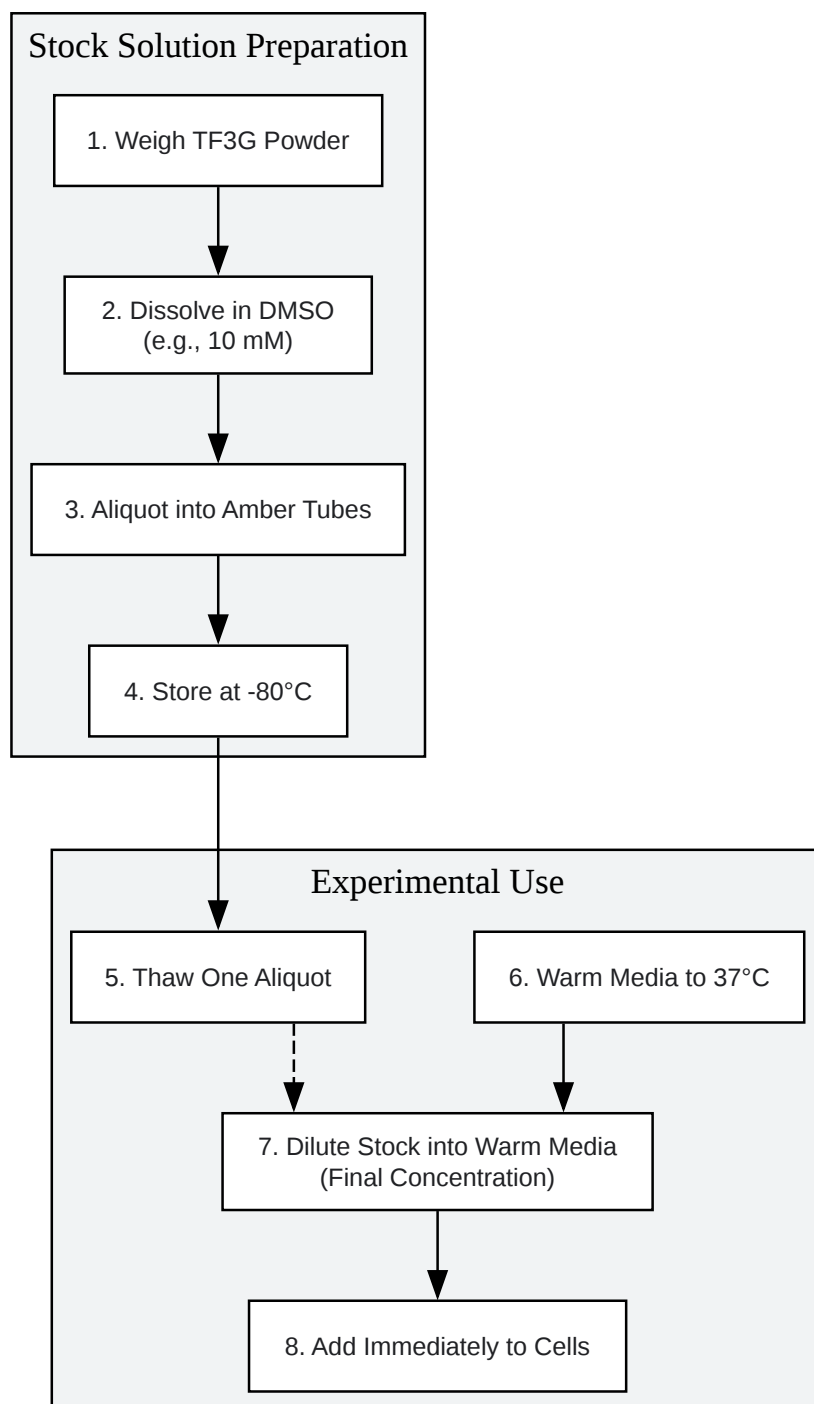 Stock Solution Preparation
1. Weigh TF3G Powder
2. Dissolve in DMSO
(e.g., 10 mM)
3. Aliquot into Amber Tubes
4. Store at -80°C
Experimental Use
5. Thaw One Aliquot
6. Warm Media to 37°C
7. Dilute Stock into Warm Media
(Final Concentration)
8. Add Immediately to Cells